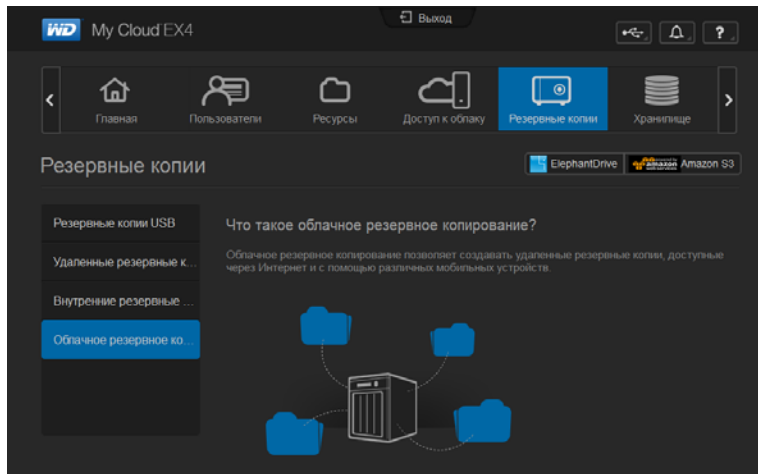 WD My Cloud EX4
Выход
?
Главная
Пользователи
Ресурсы
Доступ к облаку
Резервные копии
Хранилище
Резервные копии
ElephantDrive
amazon
Amazon S3
Резервные копии USB
Удаленные резервные к...
Внутренние резервные ...
Облачное резервное ко...
Что такое облачное резервное копирование?
Облачное резервное копирование позволяет создавать удаленные резервные копии, доступные
через Интернет и с помощью различных мобильных устройств.